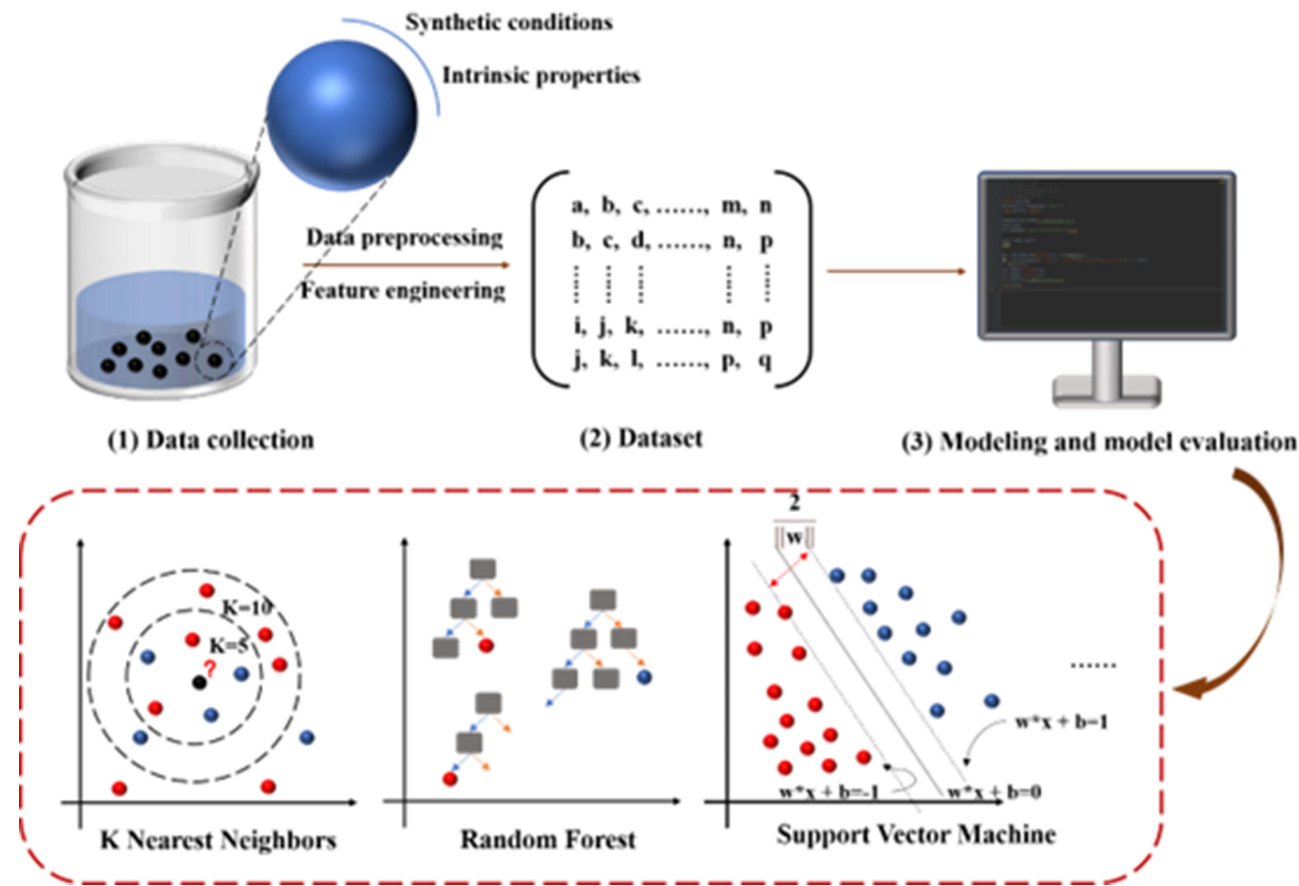 Synthetic conditions
Intrinsic properties
Data preprocessing
Feature engineering
a, b, c, ......, m, n
b, c, d, ......, n, p
i, j, k, ......, n, p
j, k, l, ......, p, q
(1) Data collection
(2) Dataset
(3) Modeling and model evaluation
K=10
K=5
?
K Nearest Neighbors
Random Forest
2
||w||
w*x + b=1
w*x + b=-1
w*x + b=0
Support Vector Machine
......